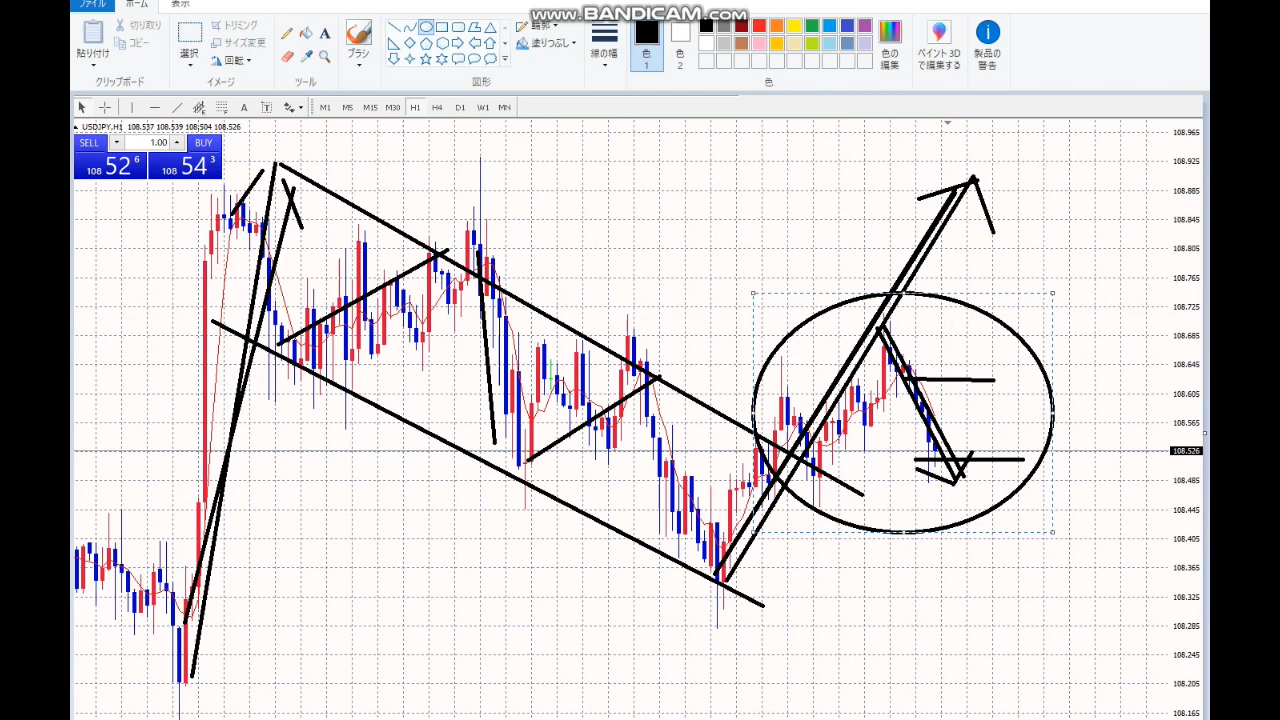 ファイル ホーム 表示
www.BANDICAM.com
貼り付け 切り取り コピー
選択 トリミング サイズ変更 回転
A
ブラシ
輪郭 塗りつぶし
線の幅
色 1
色 2
色の 編集
ペイント 3D で編集する
製品の 警告
クリップボード イメージ ツール 図形 色
A T M1 M5 M15 M30 H1 H4 D1 W1 MN
USDJPY,H1 108.537 108.539 108.504 108.526
SELL 1.00 BUY
108 52 6 108 54 3
108.965
108.925
108.885
108.845
108.805
108.765
108.725
108.685
108.645
108.605
108.565
108.526
108.485
108.445
108.405
108.365
108.325
108.285
108.245
108.205
108.165